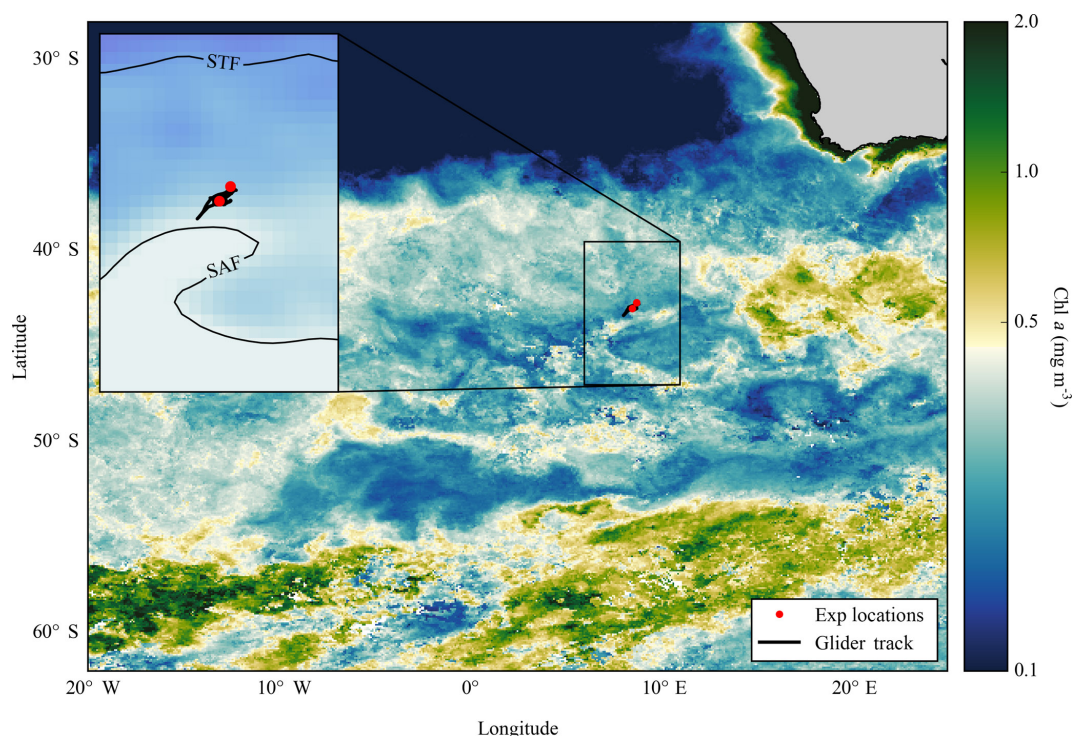 30° S
40° S
50° S
60° S
Latitude
STF
SAF
Exp locations
Glider track
20° W
10° W
0°
10° E
20° E
Longitude
2.0
1.0
0.5
0.1
Chl a (mg m⁻³)